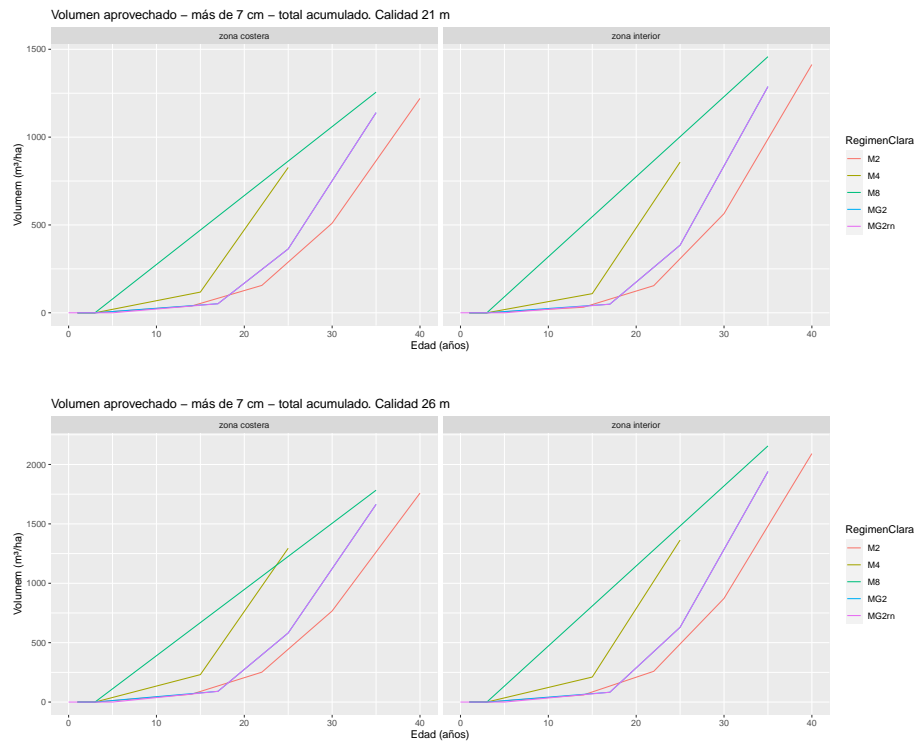 Volumen aprovechado – más de 7 cm – total acumulado. Calidad 21 m
zona costera
zona interior
1500
1000
500
0
Volumem (m³/ha)
0 10 20 30 40
0 10 20 30 40
Edad (años)
RegimenClara
M2
M4
M8
MG2
MG2rn
Volumen aprovechado – más de 7 cm – total acumulado. Calidad 26 m
zona costera
zona interior
2000
1500
1000
500
0
Volumem (m³/ha)
0 10 20 30 40
0 10 20 30 40
Edad (años)
RegimenClara
M2
M4
M8
MG2
MG2rn